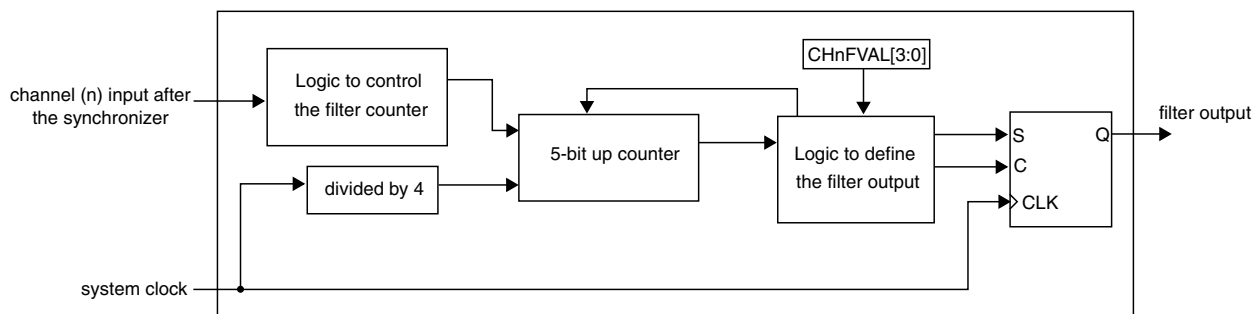 channel (n) input after
the synchronizer
Logic to control
the filter counter
divided by 4
5-bit up counter
CHnFVAL[3:0]
Logic to define
the filter output
S
C
CLK
Q
filter output
system clock